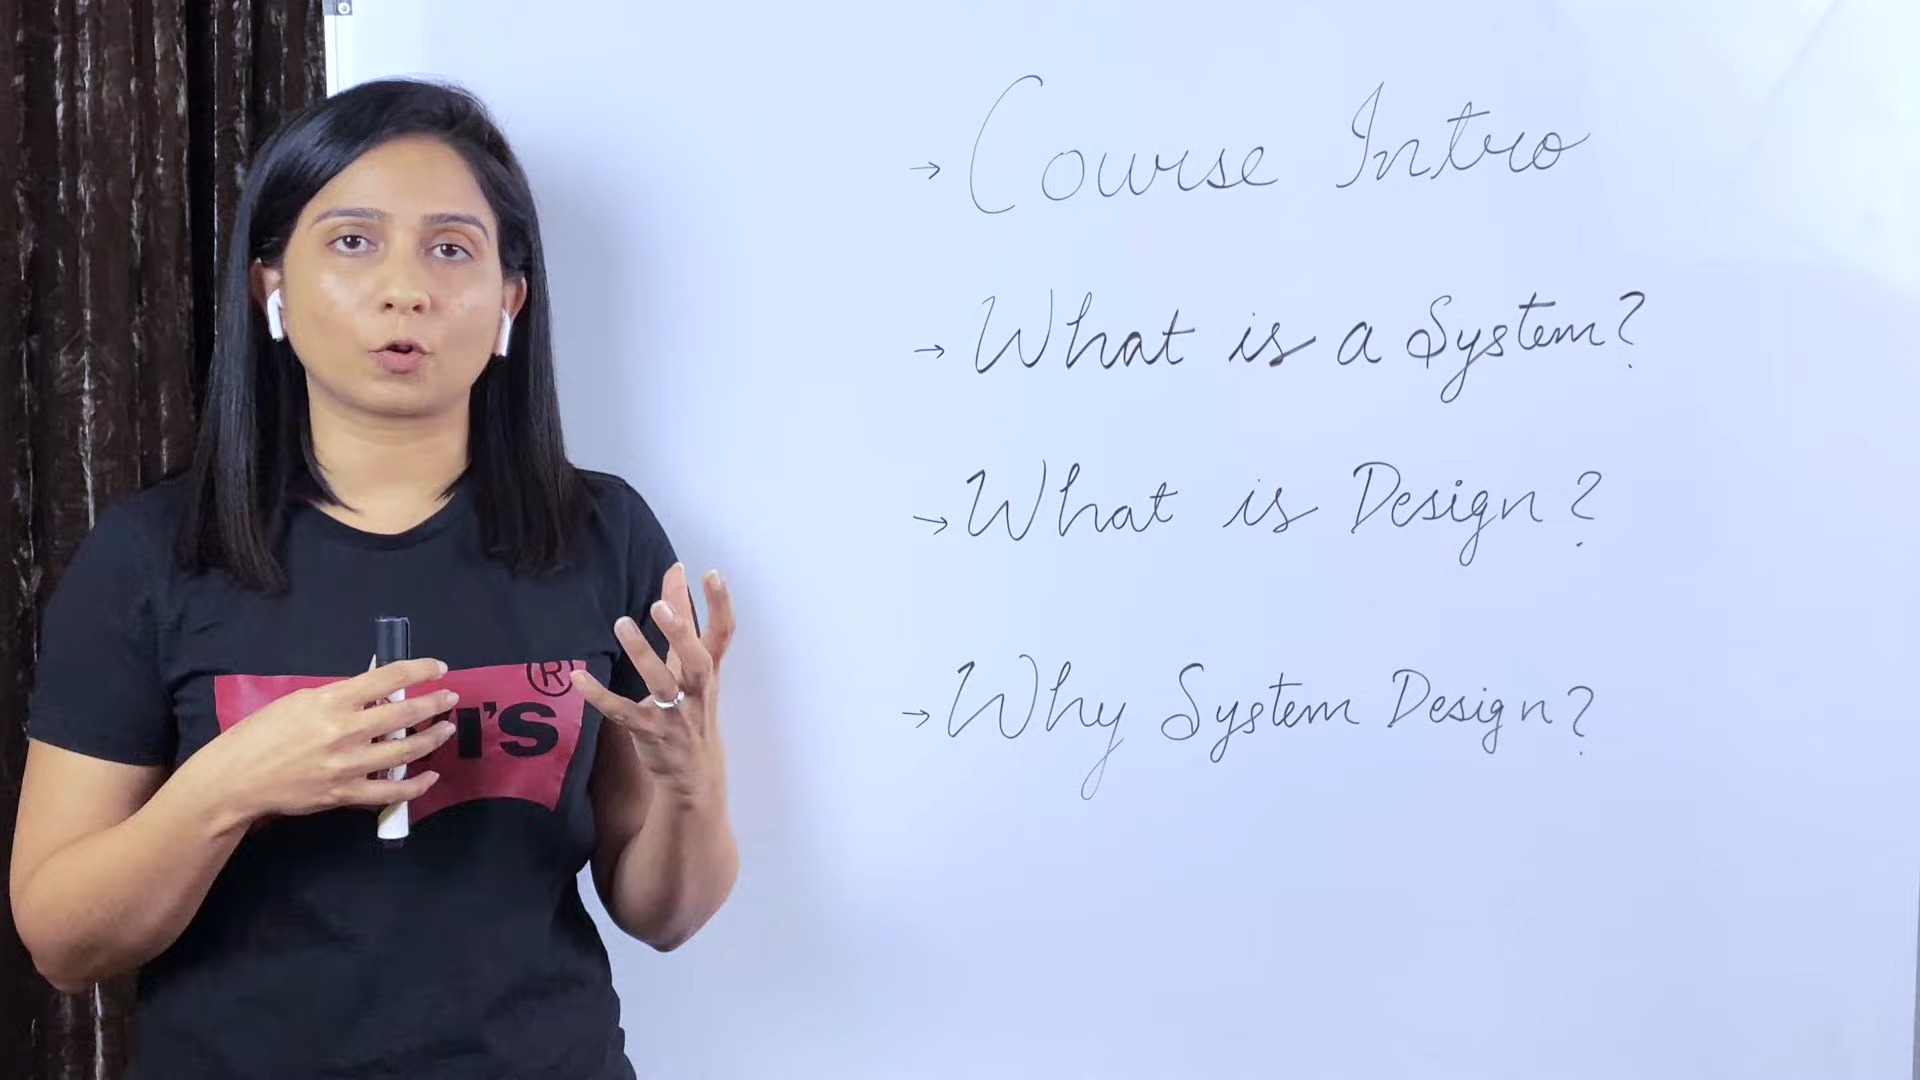 → Course Intro
→ What is a System?
→ What is Design?
→ Why System Design?
®
I'S